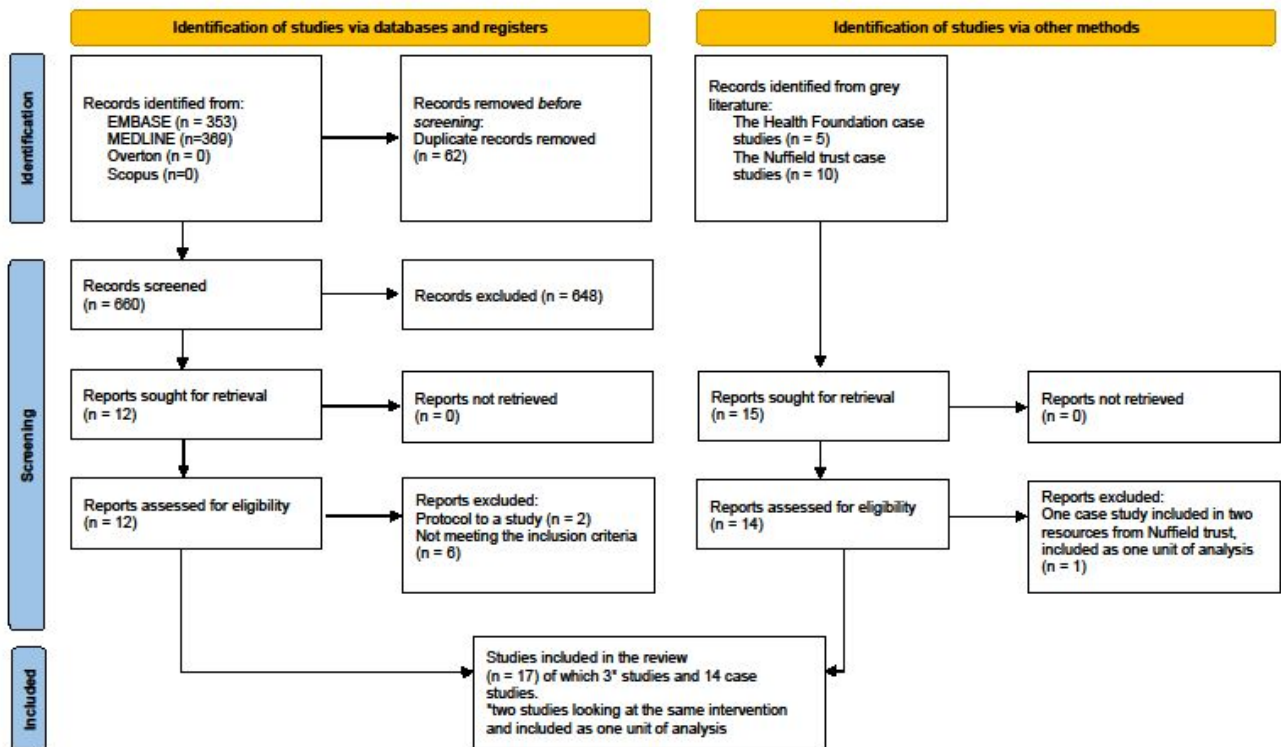 Identification of studies via databases and registers
Identification of studies via other methods
Identification
Records identified from:
EMBASE (n = 353)
MEDLINE (n=369)
Overton (n = 0)
Scopus (n=0)
Records removed before
screening:
Duplicate records removed
(n = 62)
Records identified from grey
literature:
The Health Foundation case
studies (n = 5)
The Nuffield trust case
studies (n = 10)
Screening
Records screened
(n = 660)
Records excluded (n = 648)
Reports sought for retrieval
(n = 12)
Reports not retrieved
(n = 0)
Reports sought for retrieval
(n = 15)
Reports not retrieved
(n = 0)
Reports assessed for eligibility
(n = 12)
Reports excluded:
Protocol to a study (n = 2)
Not meeting the inclusion criteria
(n = 6)
Reports assessed for eligibility
(n = 14)
Reports excluded:
One case study included in two
resources from Nuffield trust,
included as one unit of analysis
(n = 1)
Included
Studies included in the review
(n = 17) of which 3* studies and 14 case
studies.
*two studies looking at the same intervention
and included as one unit of analysis